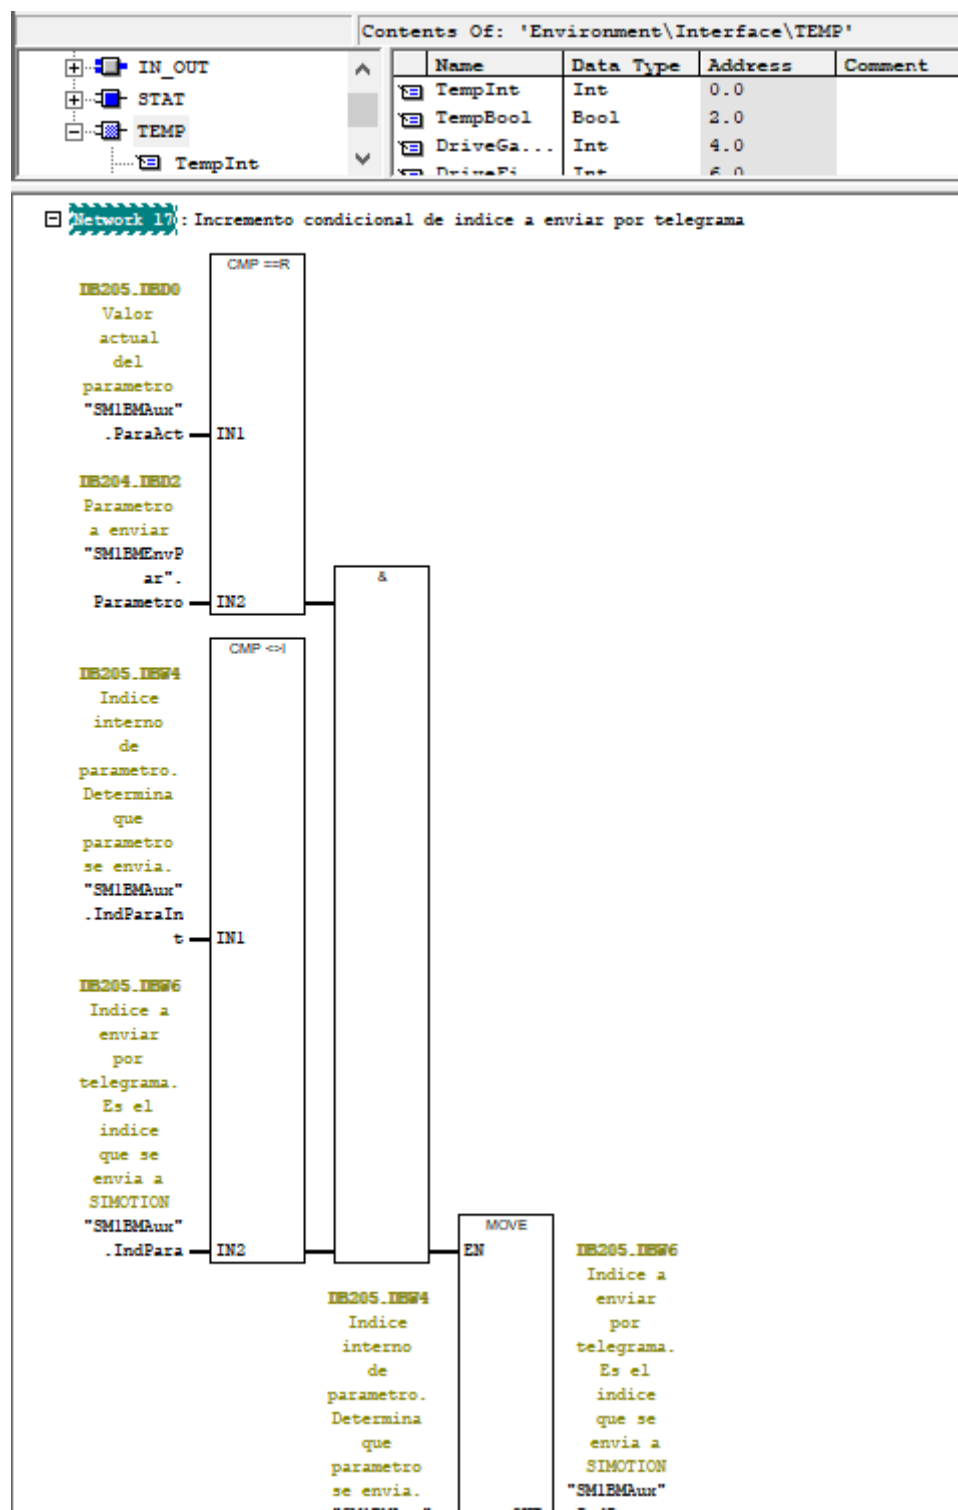 Contents Of: 'Environment\Interface\TEMP'
IN_OUT
STAT
TEMP
TempInt
Name Data Type Address Comment
TempInt Int 0.0
TempBool Bool 2.0
DriveGa... Int 4.0
Int 6.0
Network 17: Incremento condicional de indice a enviar por telegrama
CMP ==R
DB205.DBD0
Valor
actual
del
parametro
"SM1BMAux"
.ParaAct IN1
DB204.DBD2
Parametro
a enviar
"SM1BMEnvP
ar".
Parametro IN2
&
CMP <>I
DB205.DBW4
Indice
interno
de
parametro.
Determina
que
parametro
se envia.
"SM1BMAux"
.IndParaIn
t IN1
DB205.DBW6
Indice a
enviar
por
telegrama.
Es el
indice
que se
envia a
SIMOTION
"SM1BMAux"
.IndPara IN2
MOVE
EN
DB205.DBW4
Indice
interno
de
parametro.
Determina
que
parametro
se envia.
DB205.DBW6
Indice a
enviar
por
telegrama.
Es el
indice
que se
envia a
SIMOTION
"SM1BMAux"